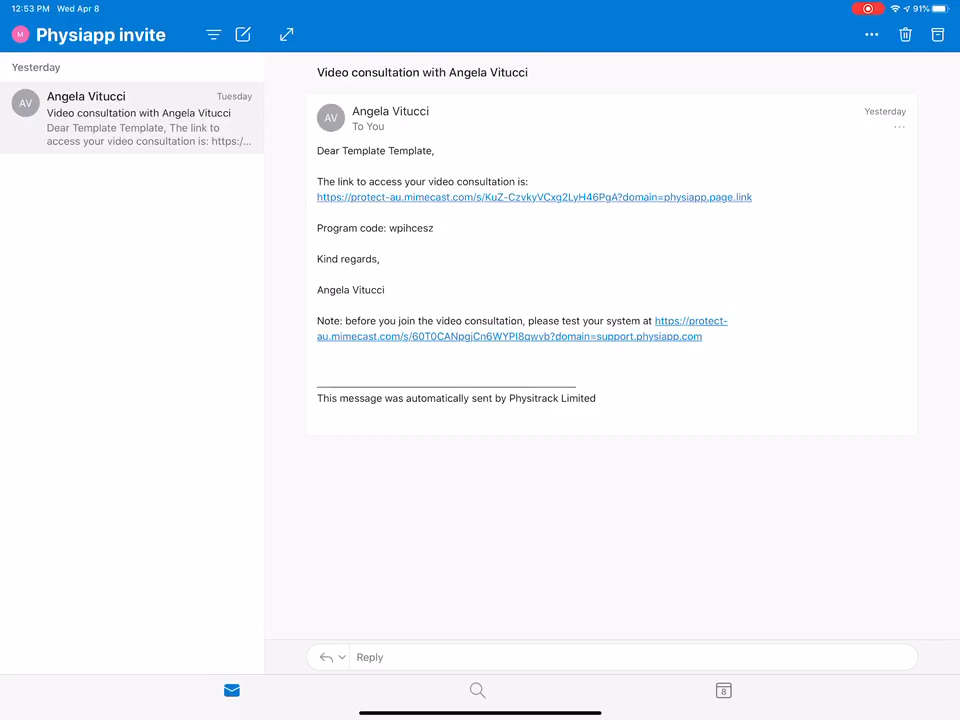 12:53 PM Wed Apr 8
91%
M
Physiapp invite
Yesterday
AV
Angela Vitucci
Tuesday
Video consultation with Angela Vitucci
Dear Template Template, The link to
access your video consultation is: https:/...
Video consultation with Angela Vitucci
AV
Angela Vitucci
Yesterday
To You
Dear Template Template,
The link to access your video consultation is:
https://protect-au.mimecast.com/s/KuZ-CzvkyVCxg2LyH46PgA?domain=physiapp.page.link
Program code: wpihcesz
Kind regards,
Angela Vitucci
Note: before you join the video consultation, please test your system at https://protect-
au.mimecast.com/s/60T0CANpgjCn6WYPI8qwvb?domain=support.physiapp.com
This message was automatically sent by Physitrack Limited
Reply
8